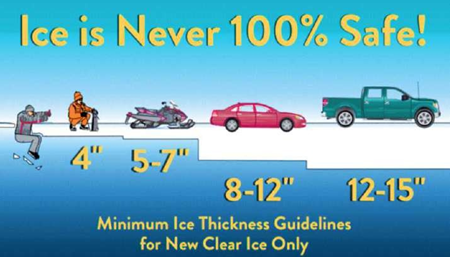 Ice is Never 100% Safe!
4"
5-7"
8-12"
12-15"
Minimum Ice Thickness Guidelines
for New Clear Ice Only